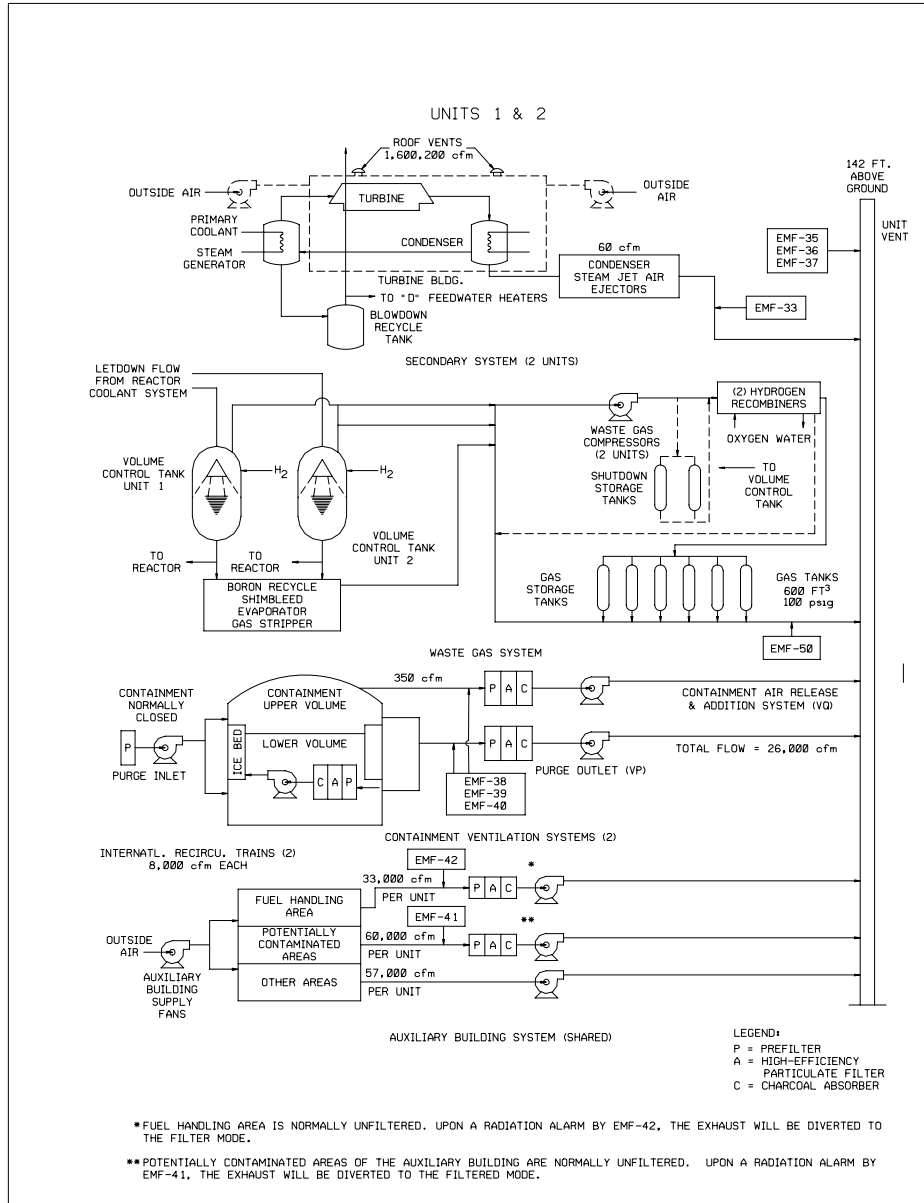 UNITS 1 & 2
ROOF VENTS
1,600,200 cfm
142 FT.
ABOVE
GROUND
OUTSIDE AIR
TURBINE
OUTSIDE
AIR
UNIT
VENT
PRIMARY
COOLANT
STEAM
GENERATOR
CONDENSER
60 cfm
CONDENSER
STEAM JET AIR
EJECTORS
EMF-35
EMF-36
EMF-37
TURBINE BLDG.
TO "D" FEEDWATER HEATERS
BLOWDOWN
RECYCLE
TANK
EMF-33
SECONDARY SYSTEM (2 UNITS)
LETDOWN FLOW
FROM REACTOR
COOLANT SYSTEM
(2) HYDROGEN
RECOMBINERS
WASTE GAS
COMPRESSORS
(2 UNITS)
OXYGEN WATER
VOLUME
CONTROL TANK
UNIT 1
H2
H2
SHUTDOWN
STORAGE
TANKS
TO
VOLUME
CONTROL
TANK
VOLUME
CONTROL TANK
UNIT 2
TO
REACTOR
TO
REACTOR
BORON RECYCLE
SHIMBLEED
EVAPORATOR
GAS STRIPPER
GAS
STORAGE
TANKS
GAS TANKS
600 FT3
100 psig
EMF-50
WASTE GAS SYSTEM
350 cfm
P A C
CONTAINMENT
NORMALLY
CLOSED
CONTAINMENT
UPPER VOLUME
CONTAINMENT AIR RELEASE
& ADDITION SYSTEM (VQ)
P
PURGE INLET
ICE BED
LOWER VOLUME
C A P
P A C
PURGE OUTLET (VP)
TOTAL FLOW = 26,000 cfm
EMF-38
EMF-39
EMF-40
CONTAINMENT VENTILATION SYSTEMS (2)
INTERNATL. RECIRCU. TRAINS (2)
8,000 cfm EACH
EMF-42
*
33,000 cfm
PER UNIT
P A C
FUEL HANDLING
AREA
EMF-41
**
POTENTIALLY
CONTAMINATED
AREAS
60,000 cfm
PER UNIT
P A C
OUTSIDE
AIR
OTHER AREAS
57,000 cfm
PER UNIT
AUXILIARY
BUILDING
SUPPLY
FANS
AUXILIARY BUILDING SYSTEM (SHARED)
LEGEND:
P = PREFILTER
A = HIGH-EFFICIENCY
PARTICULATE FILTER
C = CHARCOAL ABSORBER
* FUEL HANDLING AREA IS NORMALLY UNFILTERED. UPON A RADIATION ALARM BY EMF-42, THE EXHAUST WILL BE DIVERTED TO
THE FILTER MODE.
** POTENTIALLY CONTAMINATED AREAS OF THE AUXILIARY BUILDING ARE NORMALLY UNFILTERED. UPON A RADIATION ALARM BY
EMF-41, THE EXHAUST WILL BE DIVERTED TO THE FILTERED MODE.